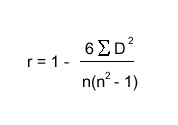 r = 1 - 6 ∑ D²
n(n² - 1)